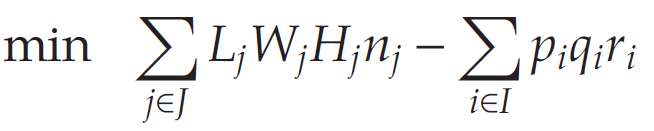 min ∑_{j∈J} L_j W_j H_j n_j − ∑_{i∈I} p_i q_i r_i